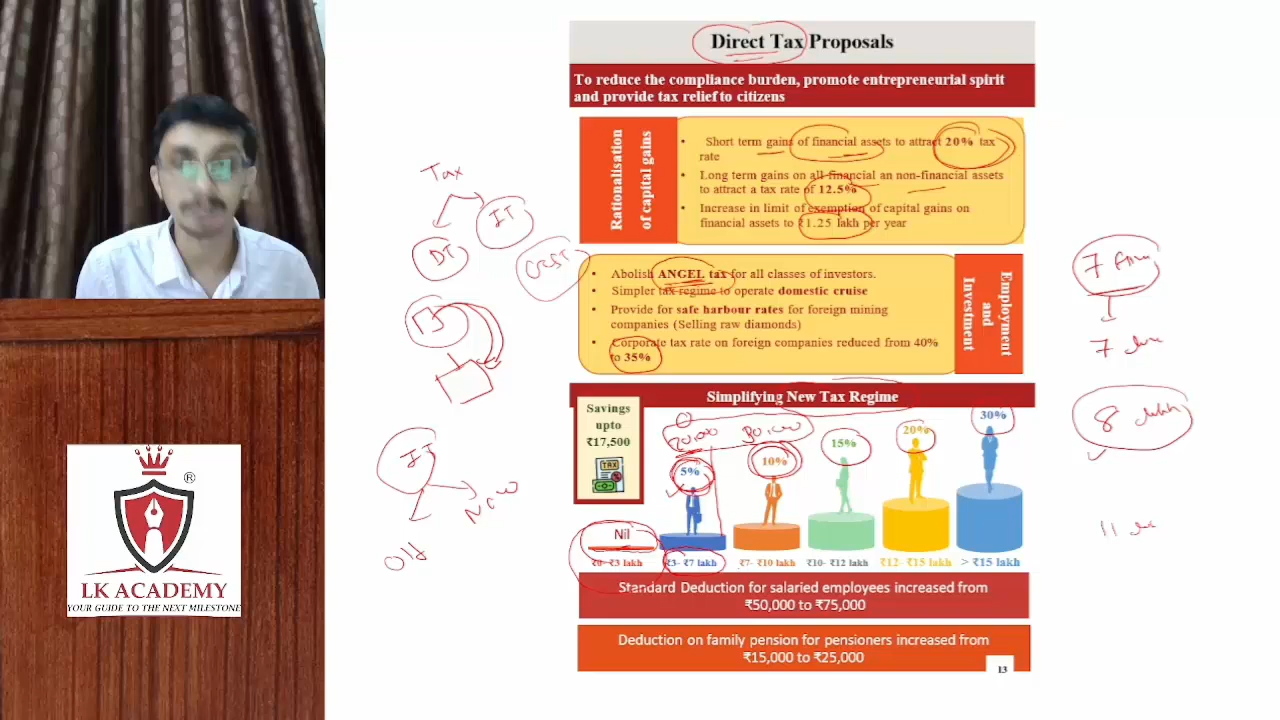 Direct Tax Proposals
To reduce the compliance burden, promote entrepreneurial spirit
and provide tax relief to citizens
Rationalisation
of capital gains
• Short term gains of financial assets to attract 20% tax
rate
• Long term gains on all financial an non-financial assets
to attract a tax rate of 12.5%
• Increase in limit of exemption of capital gains on
financial assets to ₹1.25 lakh per year
• Abolish ANGEL tax for all classes of investors.
• Simpler tax regime to operate domestic cruise
• Provide for safe harbour rates for foreign mining
companies (Selling raw diamonds)
• Corporate tax rate on foreign companies reduced from 40%
to 35%
Employment
and
Investment
Simplifying New Tax Regime
Savings
upto
₹17,500
TAX
0
20,000 30,000
5%
10%
15%
20%
30%
Nil
₹0- ₹3 lakh
₹3- ₹7 lakh
₹7- ₹10 lakh
₹10- ₹12 lakh
₹12- ₹15 lakh
> ₹15 lakh
Standard Deduction for salaried employees increased from
₹50,000 to ₹75,000
Deduction on family pension for pensioners increased from
₹15,000 to ₹25,000
13
Tax
IT
DT
GST
IT
New
Old
7
7
8 lakh
11
®
LK ACADEMY
YOUR GUIDE TO THE NEXT MILESTONE